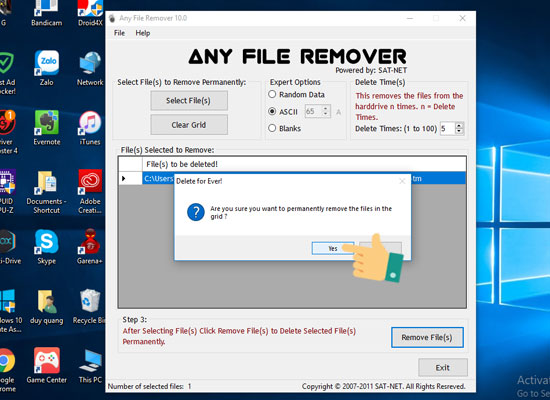 Any File Remover 10.0
File Help
ANY FILE REMOVER
Powered by: SAT-NET
Select File(s) to Remove Permanently:
Select File(s)
Clear Grid
Expert Options
Random Data
ASCII 65 A
Blanks
Delete Time(s)
This removes the files from the
harddrive n times. n = Delete
Times.
Delete Times: (1 to 100) 5
File(s) Selected to Remove:
File(s) to be deleted!
C:\Users
tm
Delete for Ever!
Are you sure you want to permanently remove the files in the
grid ?
Yes
Step 3:
After Selecting File(s) Click Remove File(s) to Delete Selected File(s)
Permanently.
Remove File(s)
Exit
Number of selected files: 1
Copyright © 2007-2011 SAT-NET. All Rights Reserved.
G
Bandicam
Droid4X
Zalo
Network
Evernote
iTunes
Documents -
Shortcut
Adobe
Creati...
Skype
Garena+
duy quang
Recycle Bin
Game Center
This PC
ast Ad
ocker!
river
oster 4
PUID
PU-Z
i-Drive
ndows 10
ate As...
oogle
hrome
Activa
Go to Se